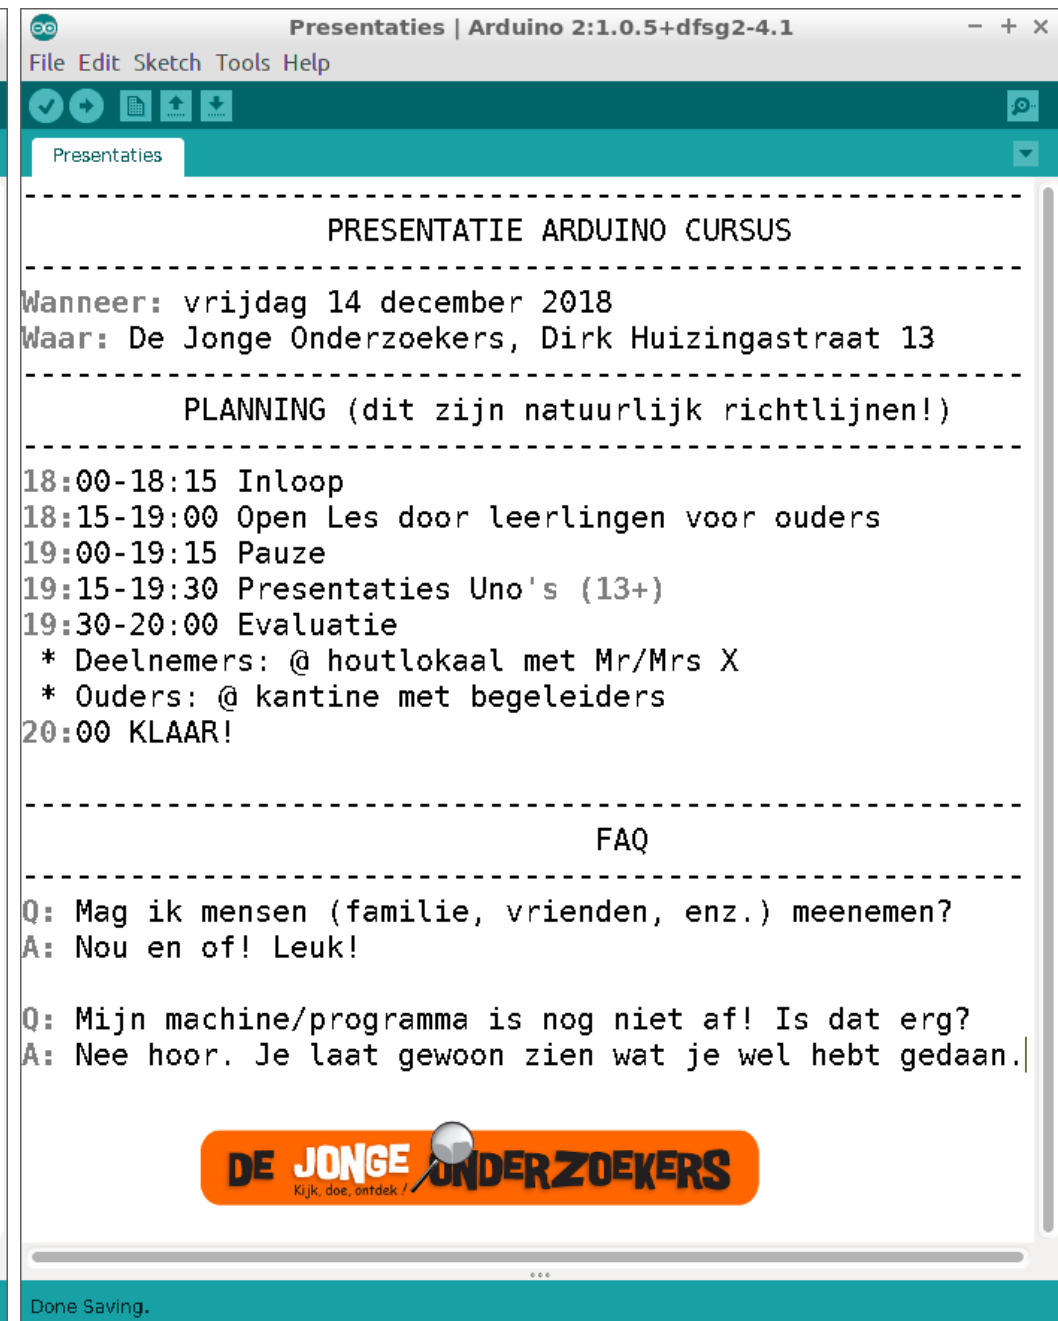 Presentaties | Arduino 2:1.0.5+dfsg2-4.1
File Edit Sketch Tools Help
Presentaties
--------------------------------------------------------
PRESENTATIE ARDUINO CURSUS
--------------------------------------------------------
Wanneer: vrijdag 14 december 2018
Waar: De Jonge Onderzoekers, Dirk Huizingastraat 13
--------------------------------------------------------
PLANNING (dit zijn natuurlijk richtlijnen!)
--------------------------------------------------------
18:00-18:15 Inloop
18:15-19:00 Open Les door leerlingen voor ouders
19:00-19:15 Pauze
19:15-19:30 Presentaties Uno's (13+)
19:30-20:00 Evaluatie
* Deelnemers: @ houtlokaal met Mr/Mrs X
* Ouders: @ kantine met begeleiders
20:00 KLAAR!
--------------------------------------------------------
FAQ
--------------------------------------------------------
Q: Mag ik mensen (familie, vrienden, enz.) meenemen?
A: Nou en of! Leuk!
Q: Mijn machine/programma is nog niet af! Is dat erg?
A: Nee hoor. Je laat gewoon zien wat je wel hebt gedaan.
DE JONGE ONDERZOEKERS
Kijk, doe, ontdek !
Done Saving.